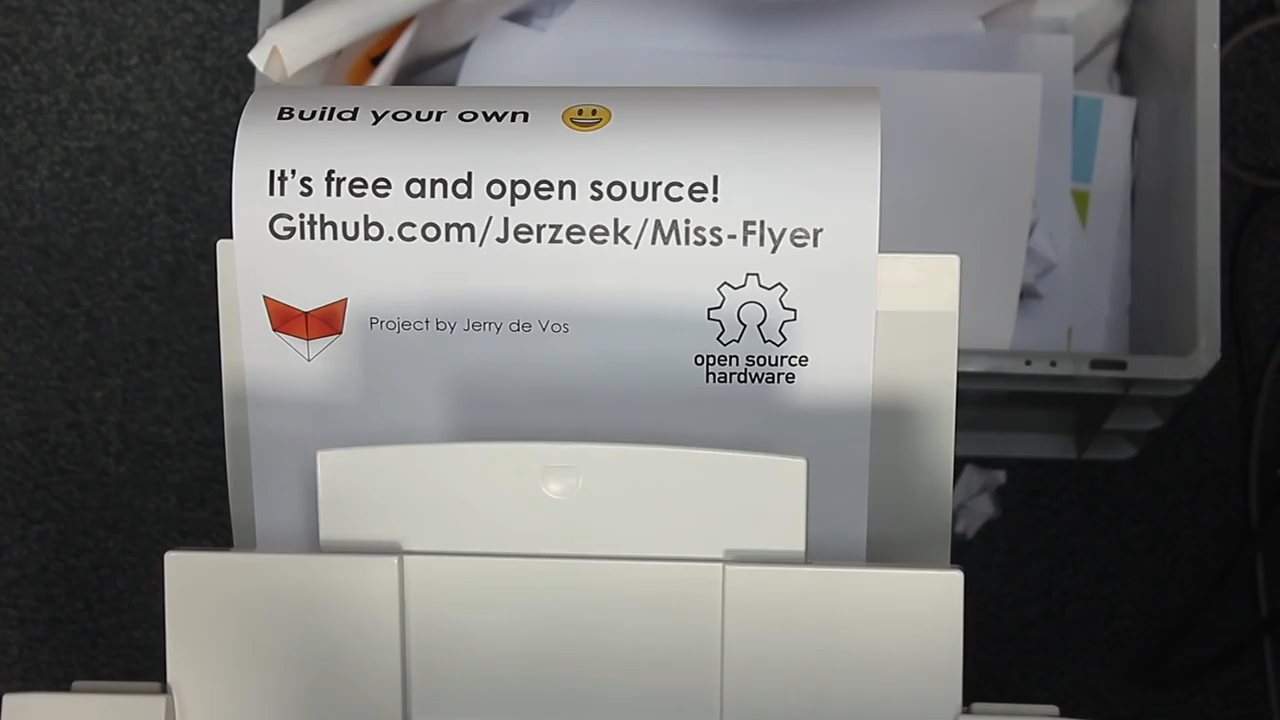 Build your own
It's free and open source!
Github.com/Jerzeek/Miss-Flyer
Project by Jerry de Vos
open source
hardware